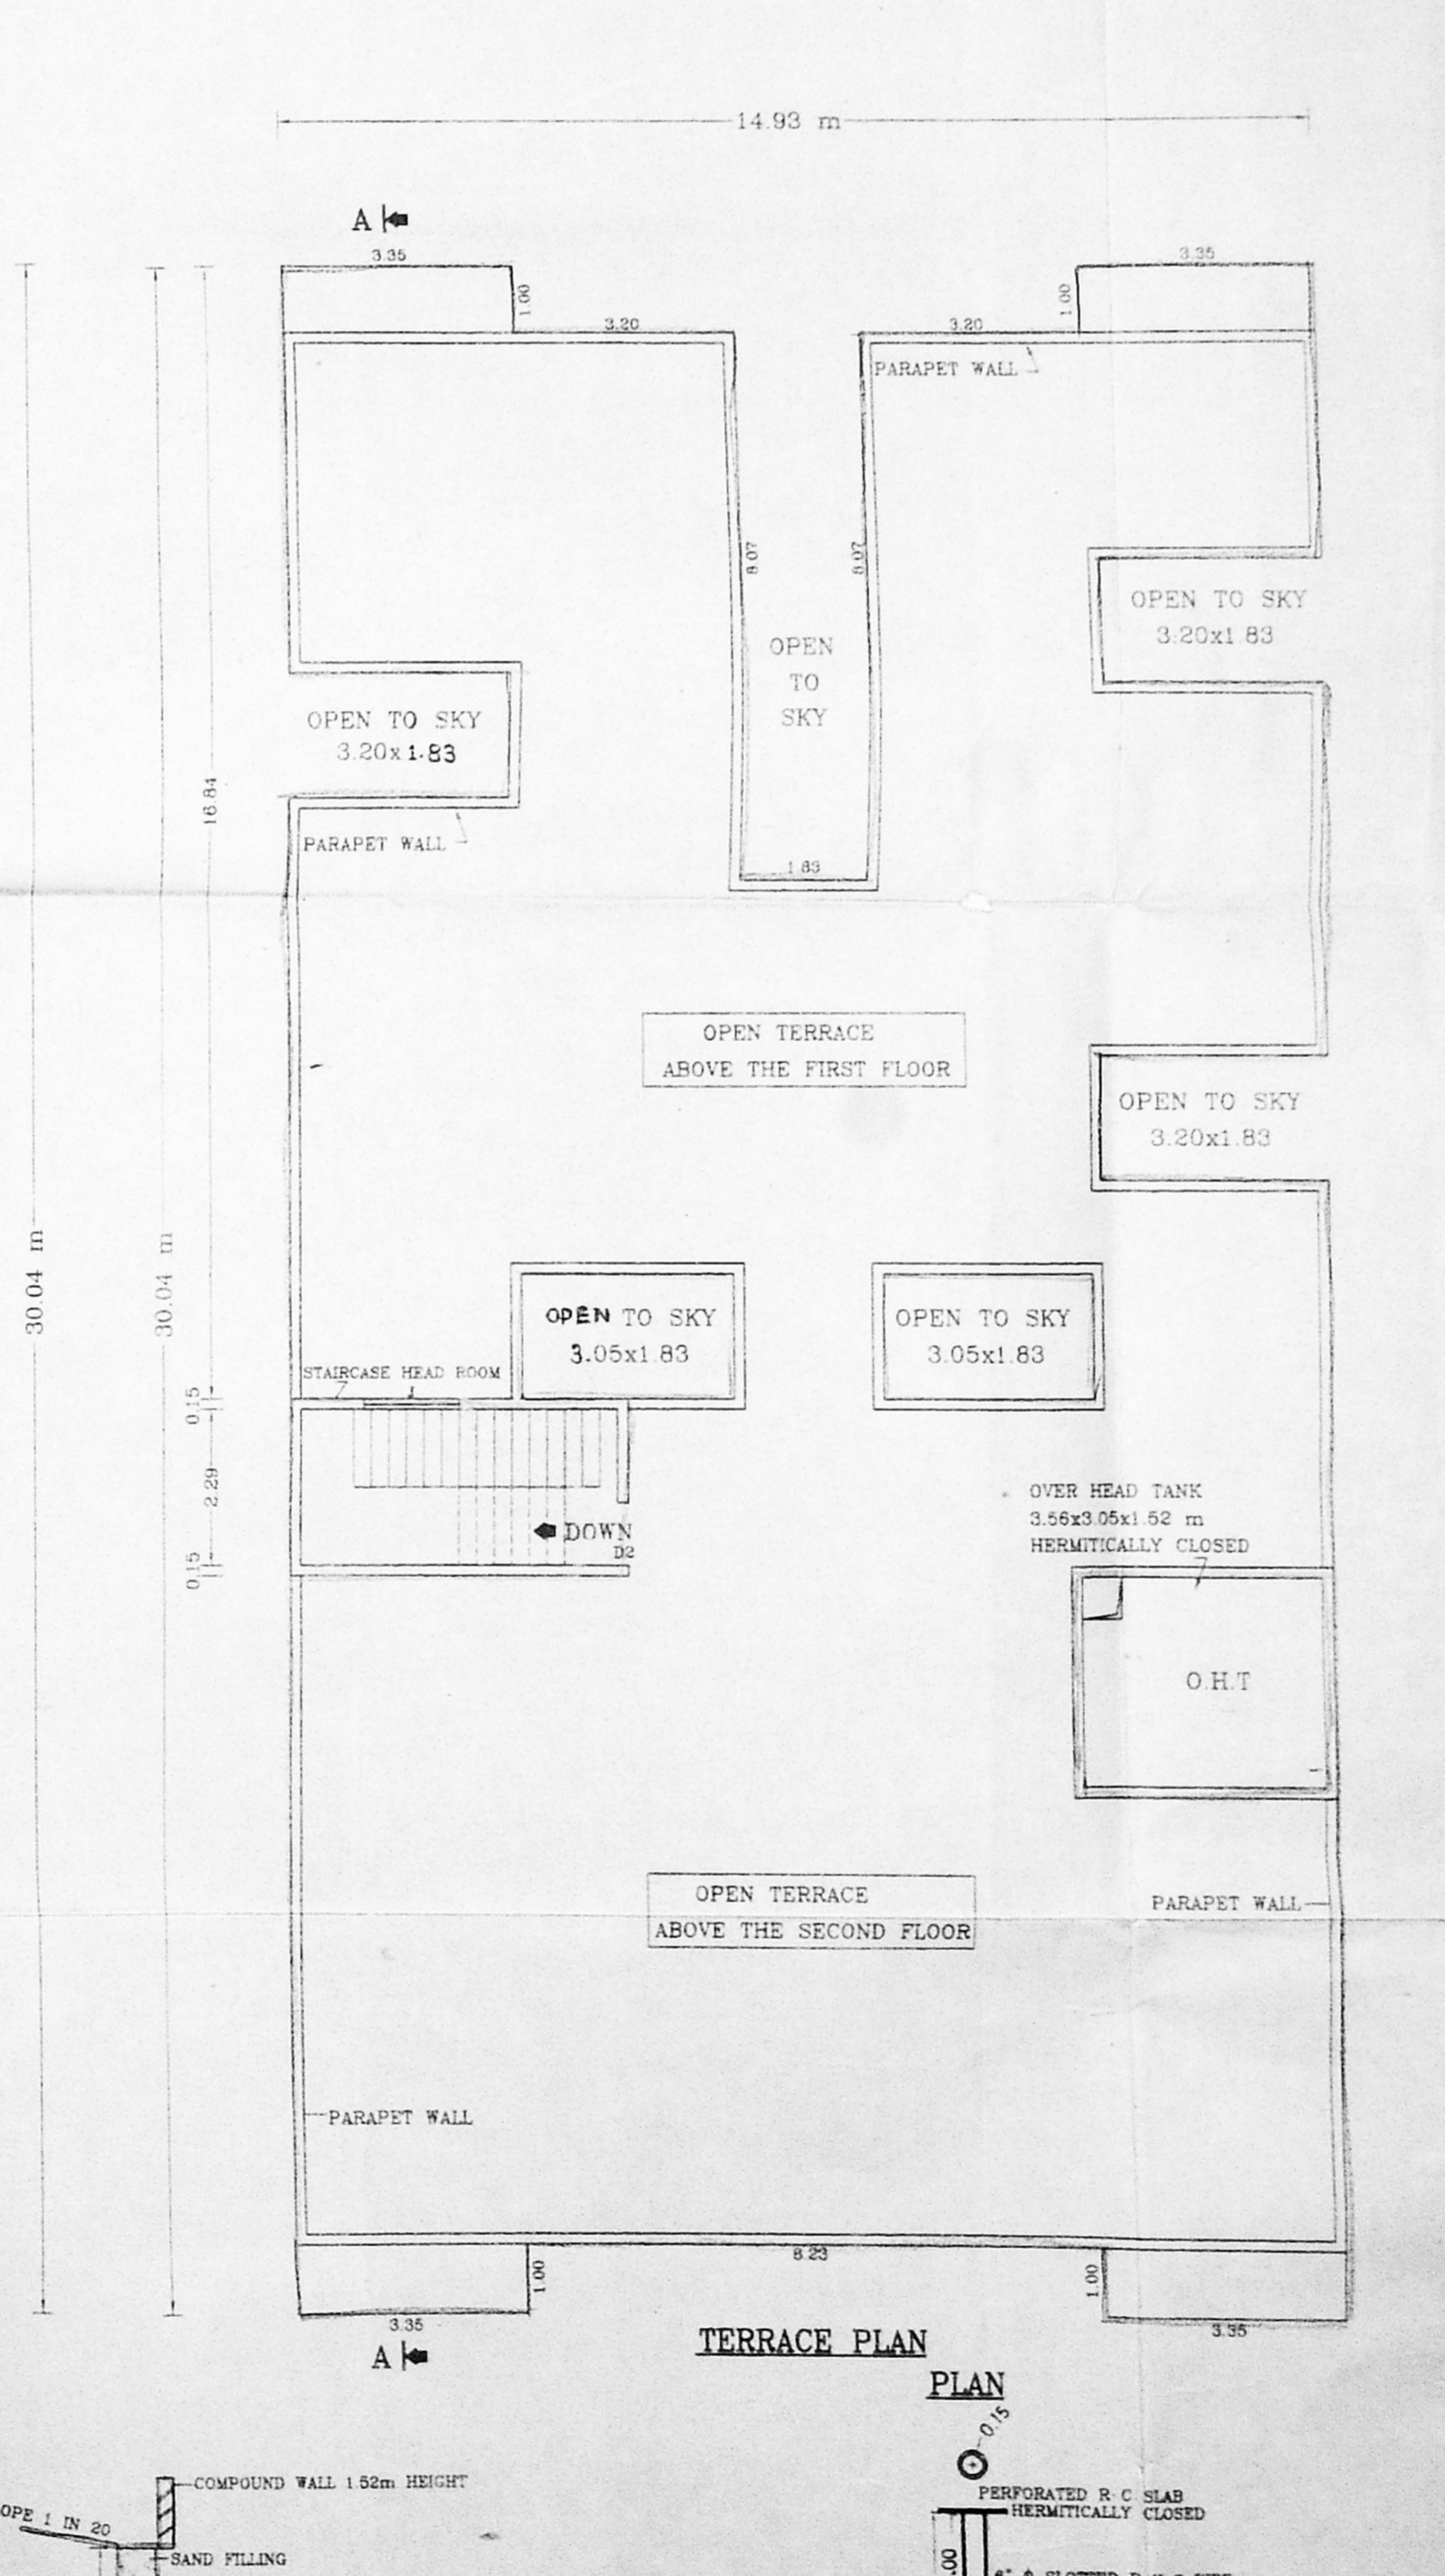 14.93 m
A
3.35
3.35
1.00
1.00
3.20
3.20
PARAPET WALL
8.07
8.07
OPEN TO SKY
3.20x1.83
OPEN
TO
SKY
OPEN TO SKY
3.20x1.83
16.84
PARAPET WALL
1.83
OPEN TERRACE
ABOVE THE FIRST FLOOR
OPEN TO SKY
3.20x1.83
30.04 m
30.04 m
OPEN TO SKY
3.05x1.83
OPEN TO SKY
3.05x1.83
STAIRCASE HEAD ROOM
0.15
2.29
0.15
DOWN
D2
OVER HEAD TANK
3.56x3.05x1.52 m
HERMITICALLY CLOSED
O.H.T
OPEN TERRACE
ABOVE THE SECOND FLOOR
PARAPET WALL
PARAPET WALL
8.23
1.00
1.00
3.35
3.35
A
TERRACE PLAN
PLAN
0.15
COMPOUND WALL 1.52m HEIGHT
PERFORATED R C SLAB
HERMITICALLY CLOSED
OPE 1 IN 20
SAND FILLING
.00